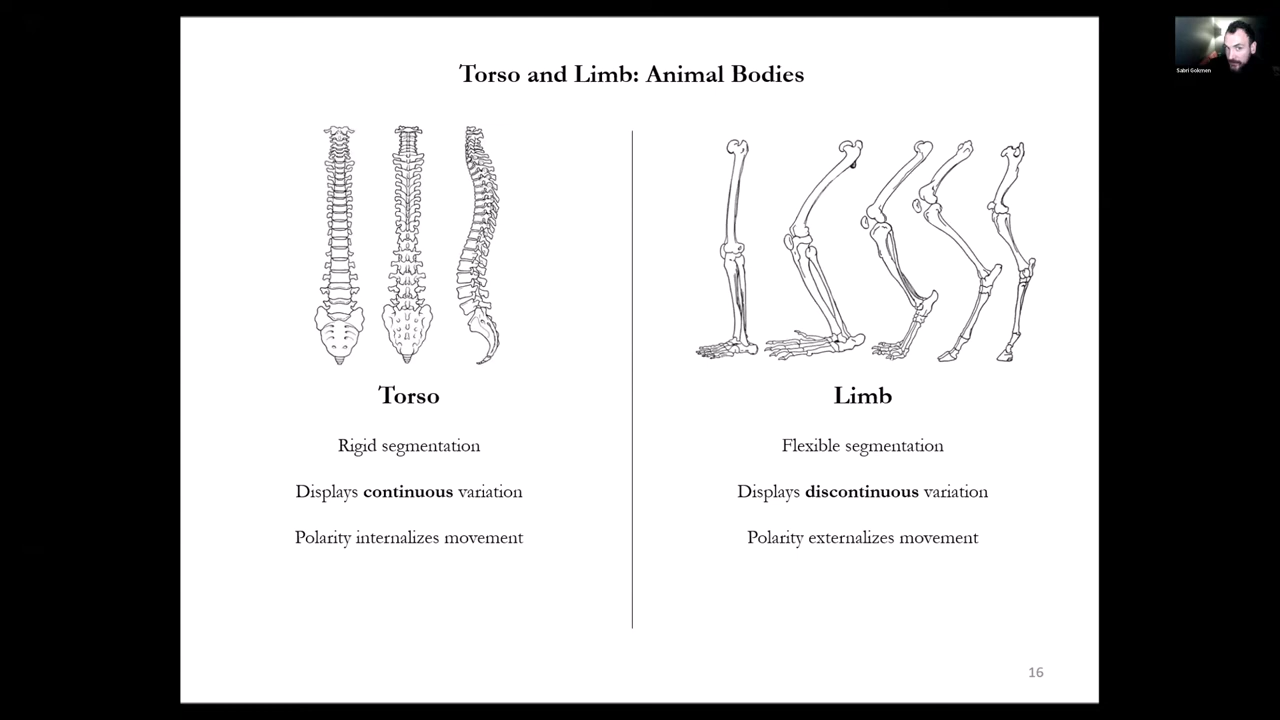 Torso and Limb: Animal Bodies
Sabri Gokmen
Torso
Rigid segmentation
Displays continuous variation
Polarity internalizes movement
Limb
Flexible segmentation
Displays discontinuous variation
Polarity externalizes movement
16